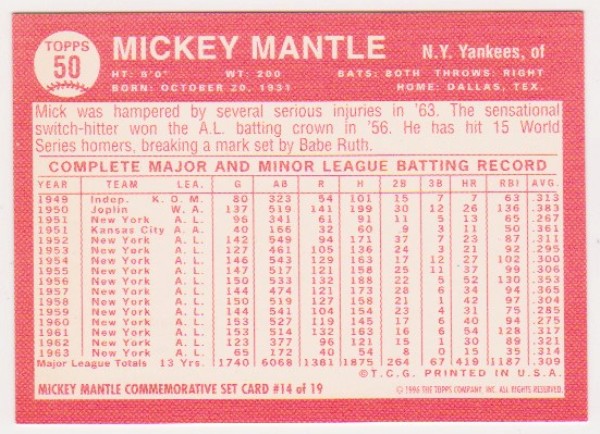 TOPPS
50
MICKEY MANTLE
N.Y. Yankees, of
HT: 6'0" WT: 200 BATS: BOTH THROWS: RIGHT
BORN: OCTOBER 20, 1931 HOME: DALLAS, TEX.
Mick was hampered by several serious injuries in '63. The sensational
switch-hitter won the A.L. batting crown in '56. He has hit 15 World
Series homers, breaking a mark set by Babe Ruth.
COMPLETE MAJOR AND MINOR LEAGUE BATTING RECORD
YEAR TEAM LEA. G AB R H 2B 3B HR RBI AVG.
1949 Indep. K. O. M. 80 323 54 101 15 7 7 63 .313
1950 Joplin W. A. 137 519 141 199 30 12 26 136 .383
1951 New York A. L. 96 341 61 91 11 5 13 65 .267
1951 Kansas City A. A. 40 166 32 60 9 3 11 50 .361
1952 New York A. L. 142 549 94 171 37 7 23 87 .311
1953 New York A. L. 127 461 105 136 24 3 21 92 .295
1954 New York A. L. 146 543 129 163 17 12 27 102 .300
1955 New York A. L. 147 517 121 158 25 11 37 99 .306
1956 New York A. L. 150 533 132 188 22 5 52 130 .353
1957 New York A. L. 144 474 121 173 28 6 34 94 .365
1958 New York A. L. 150 519 127 158 21 1 42 97 .304
1959 New York A. L. 144 541 104 154 23 4 31 75 .285
1960 New York A. L. 153 527 119 145 17 6 40 94 .275
1961 New York A. L. 153 514 132 163 16 6 54 128 .317
1962 New York A. L. 123 377 96 121 15 1 30 89 .321
1963 New York A. L. 65 172 40 54 8 0 15 35 .314
Major League Totals 13 Yrs. 1740 6068 1381 1875 264 67 419 1187 .309
© T.C.G. PRINTED IN U.S.A.
MICKEY MANTLE COMMEMORATIVE SET CARD #14 of 19
© 1996 THE TOPPS COMPANY, INC. ALL RIGHTS RESERVED.